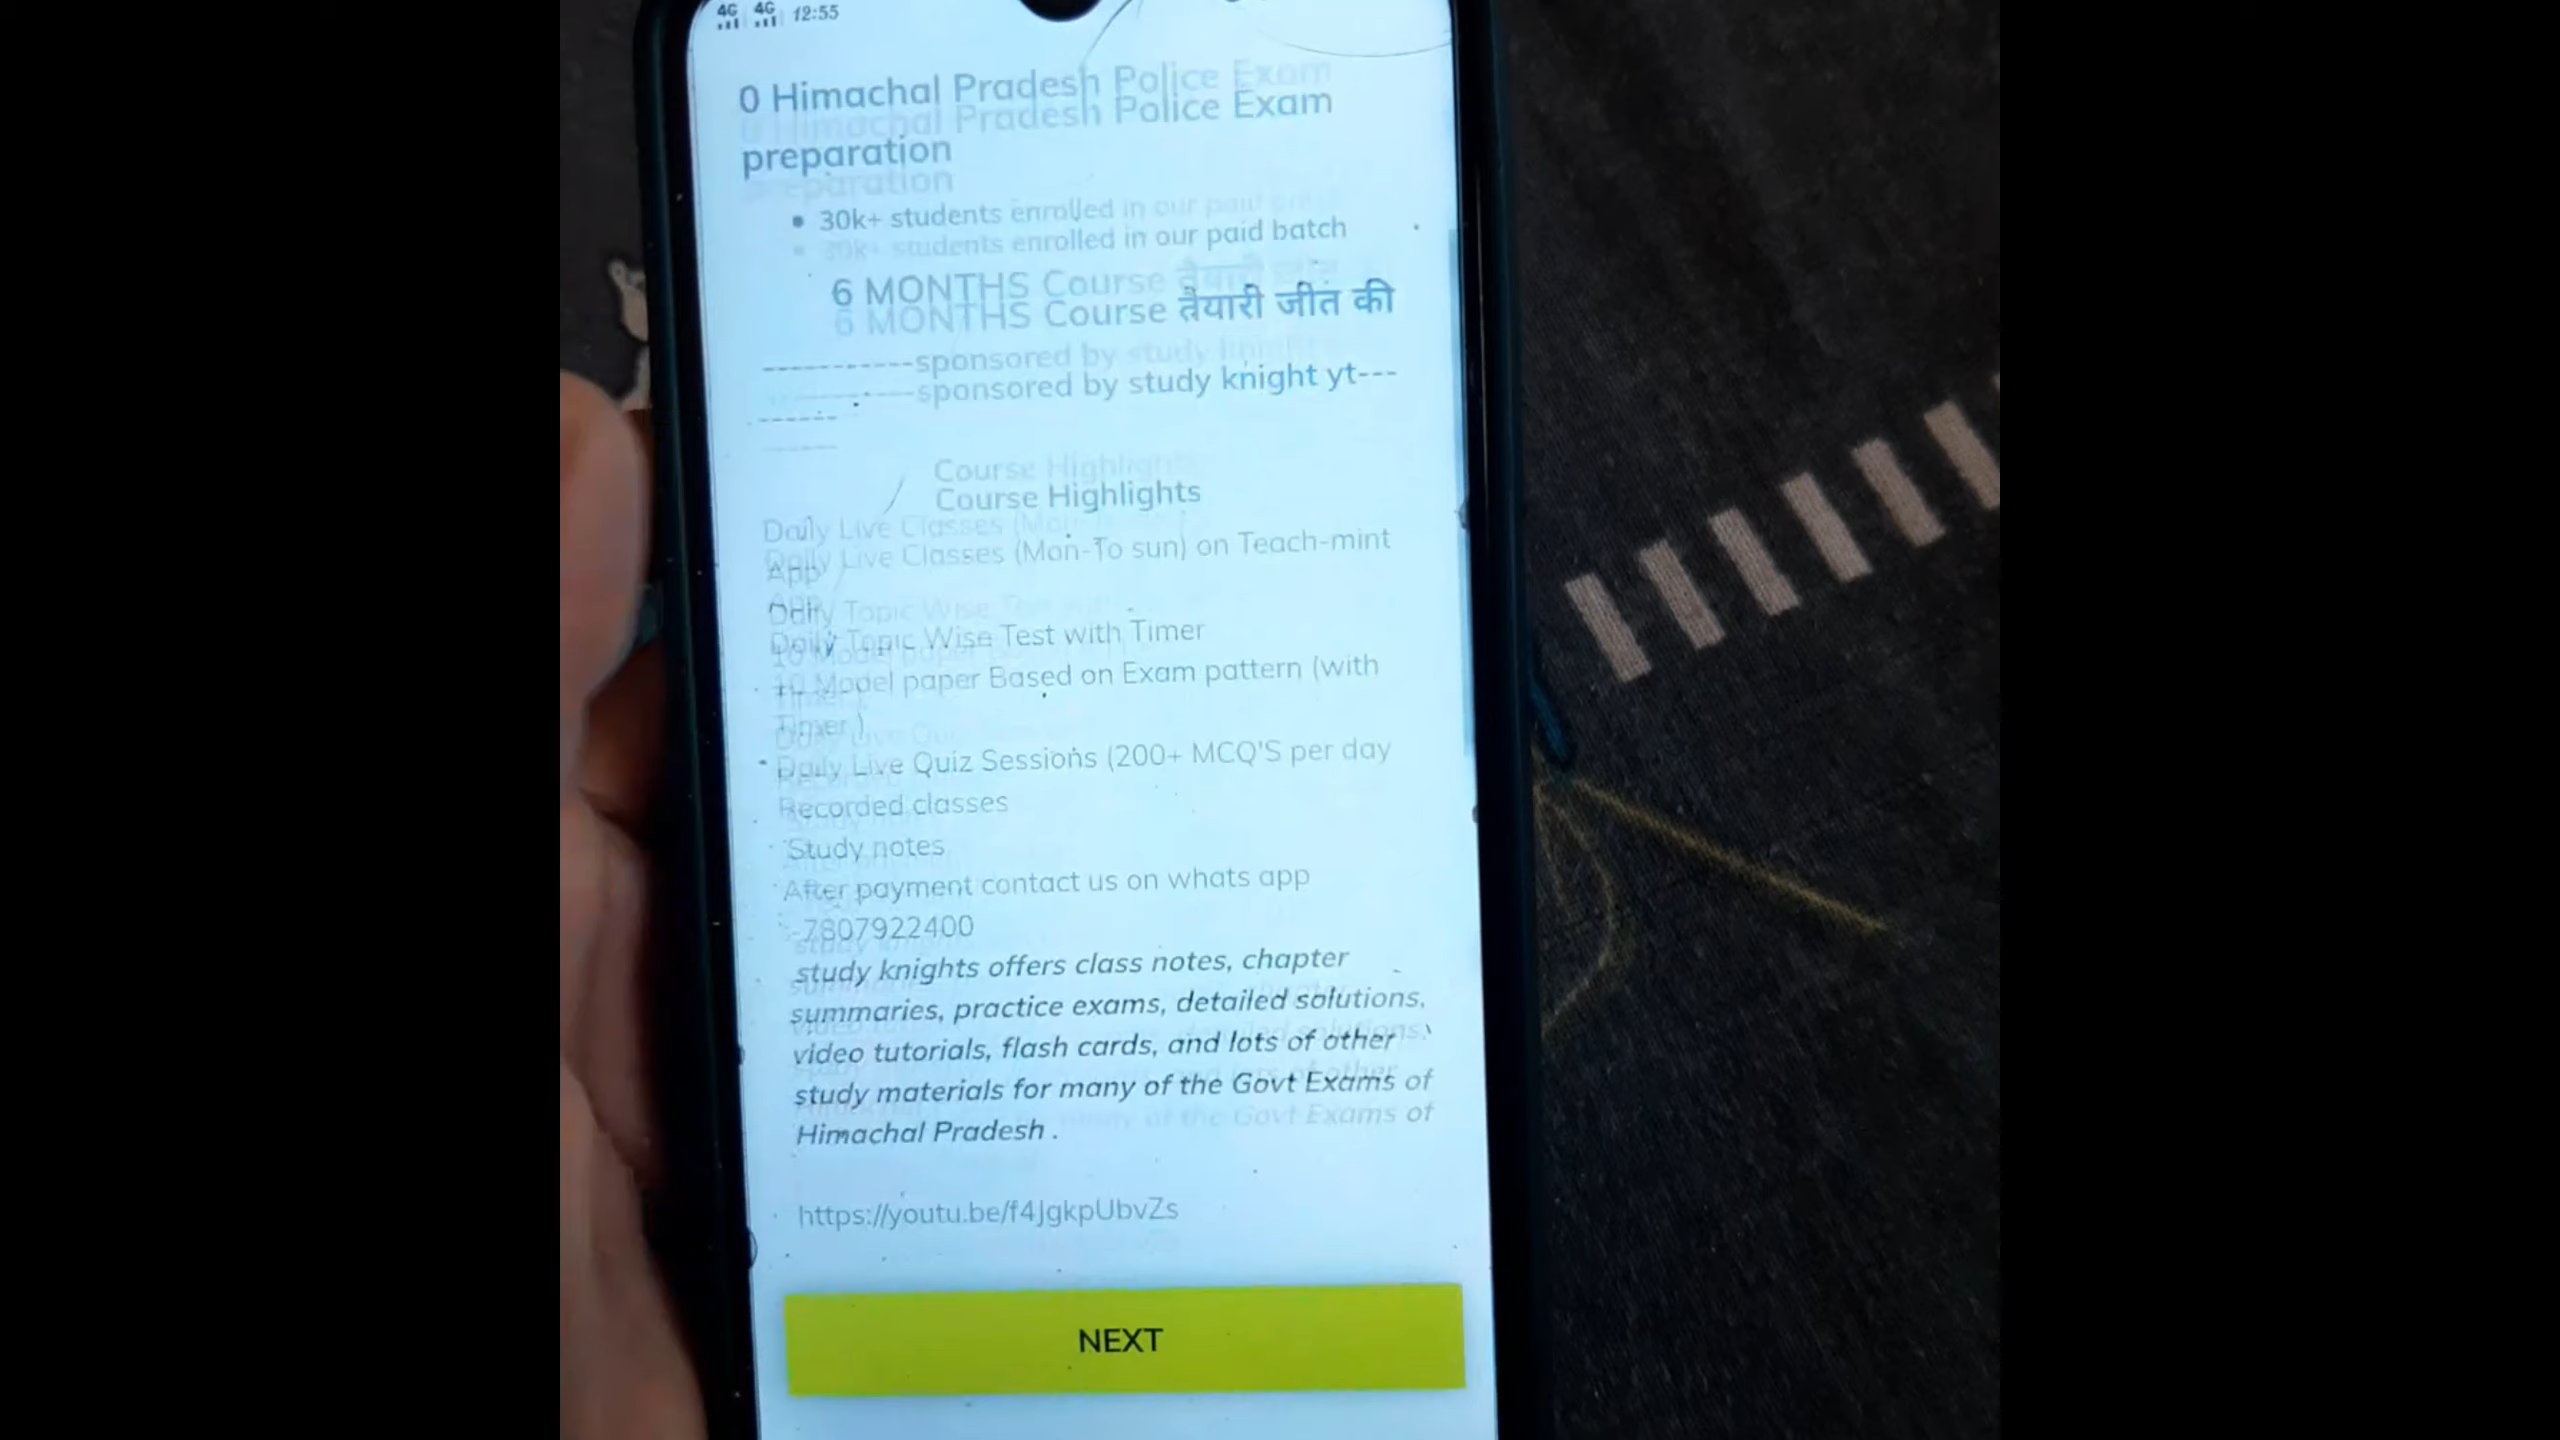 4G 4G 12:55
0 Himachal Pradesh Police Exam
preparation
• 30k+ students enrolled in our paid batch
6 MONTHS Course तैयारी जीत की
-----------sponsored by study knight yt---
------
Course Highlights
Daily Live Classes (Mon-To sun) on Teach-mint
App
Daily Topic Wise Test with Timer
10 Model paper Based on Exam pattern (with
Timer )
Daily Live Quiz Sessions (200+ MCQ'S per day
Recorded classes
Study notes
After payment contact us on whats app
-7807922400
study knights offers class notes, chapter
summaries, practice exams, detailed solutions,
video tutorials, flash cards, and lots of other
study materials for many of the Govt Exams of
Himachal Pradesh .
https://youtu.be/f4JgkpUbvZs
NEXT